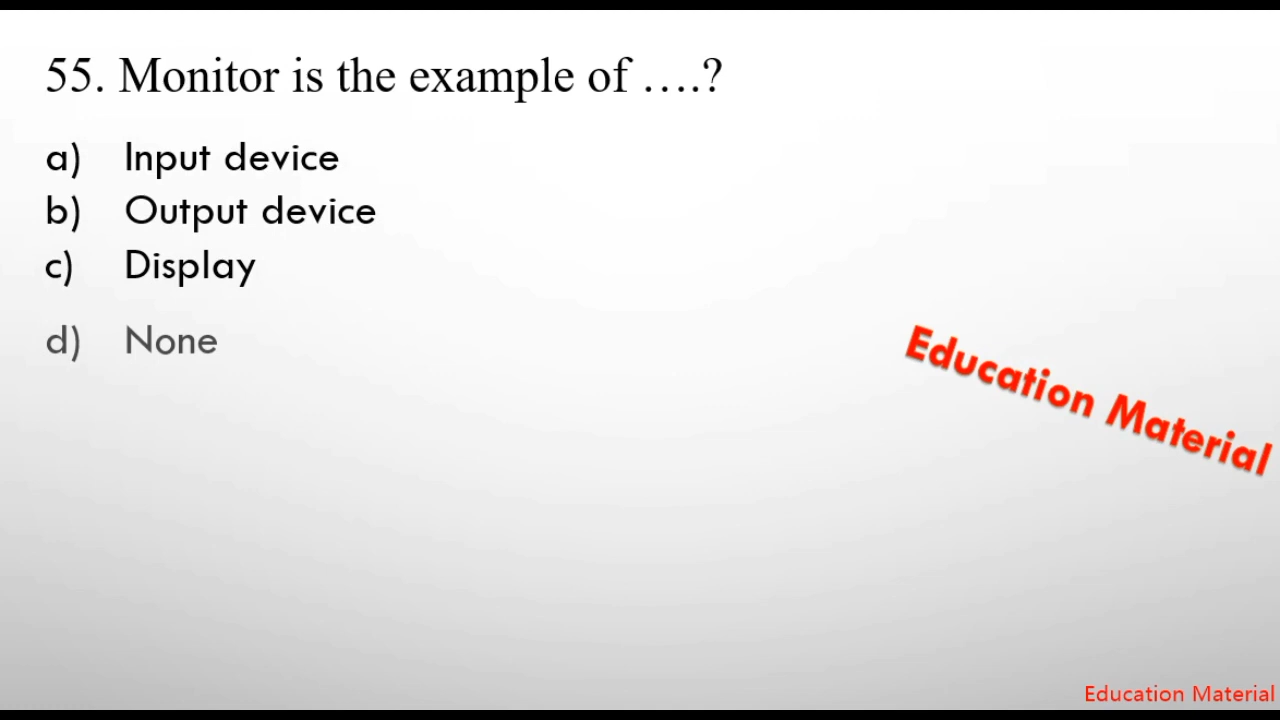 55. Monitor is the example of ….?
a) Input device
b) Output device
c) Display
d) None
Education Material
Education Material